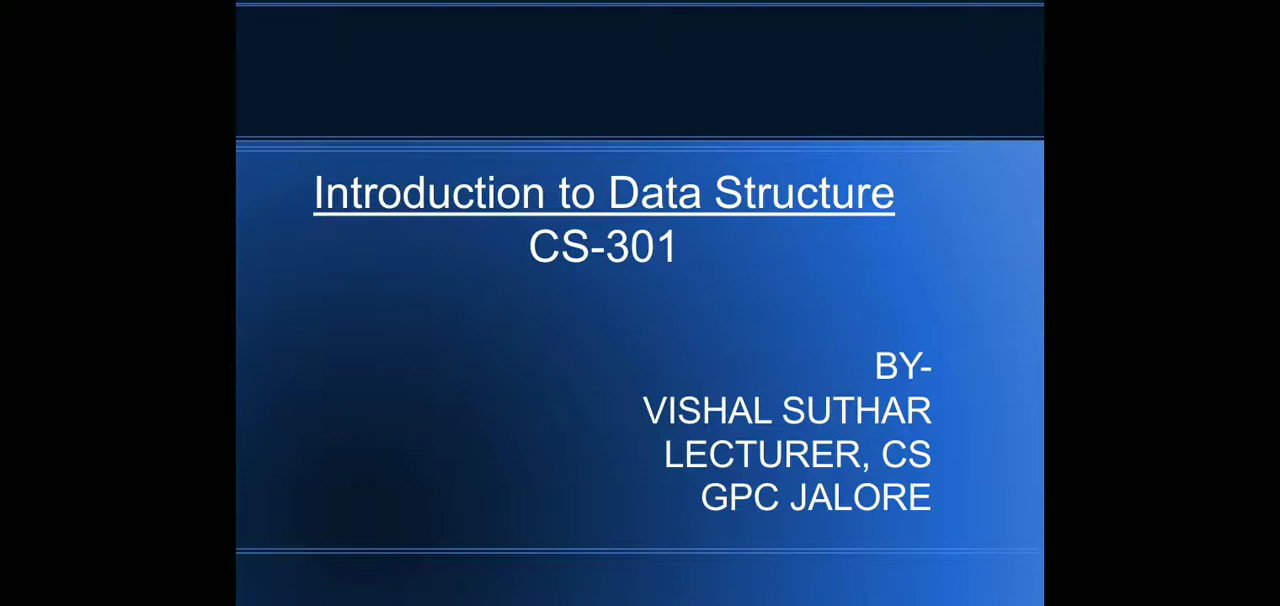 Introduction to Data Structure
CS-301
BY-
VISHAL SUTHAR
LECTURER, CS
GPC JALORE